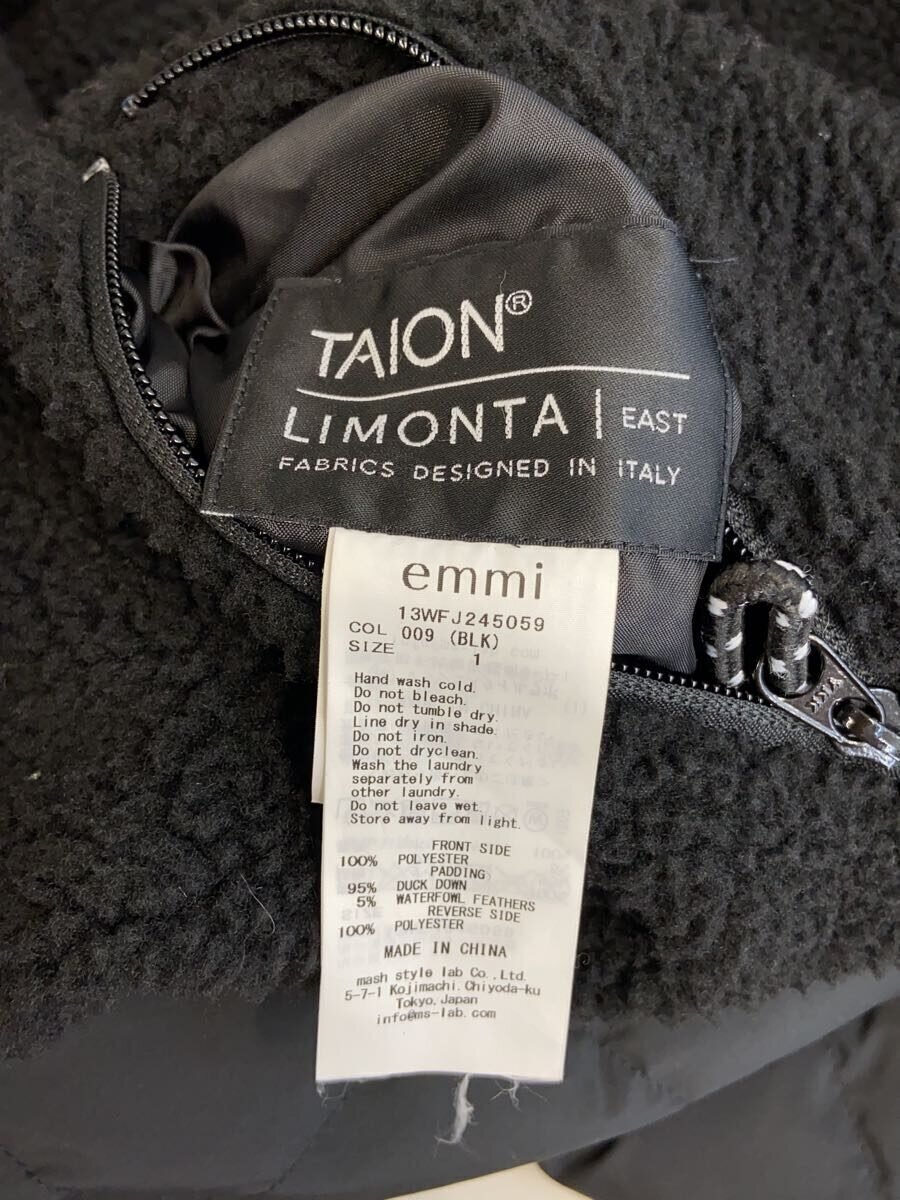 TAION®
LIMONTA | EAST
FABRICS DESIGNED IN ITALY
emmi
13WFJ245059
COL 009 (BLK)
SIZE 1
Hand wash cold.
Do not bleach.
Do not tumble dry.
Line dry in shade.
Do not iron.
Do not dryclean.
Wash the laundry
separately from
other laundry.
Do not leave wet.
Store away from light.
FRONT SIDE
100% POLYESTER
PADDING
95% DUCK DOWN
5% WATERFOWL FEATHERS
REVERSE SIDE
100% POLYESTER
MADE IN CHINA
mash style lab Co.,Ltd.
5-7-1 Kojimachi.Chiyoda-ku
Tokyo,Japan
info@ms-lab.com